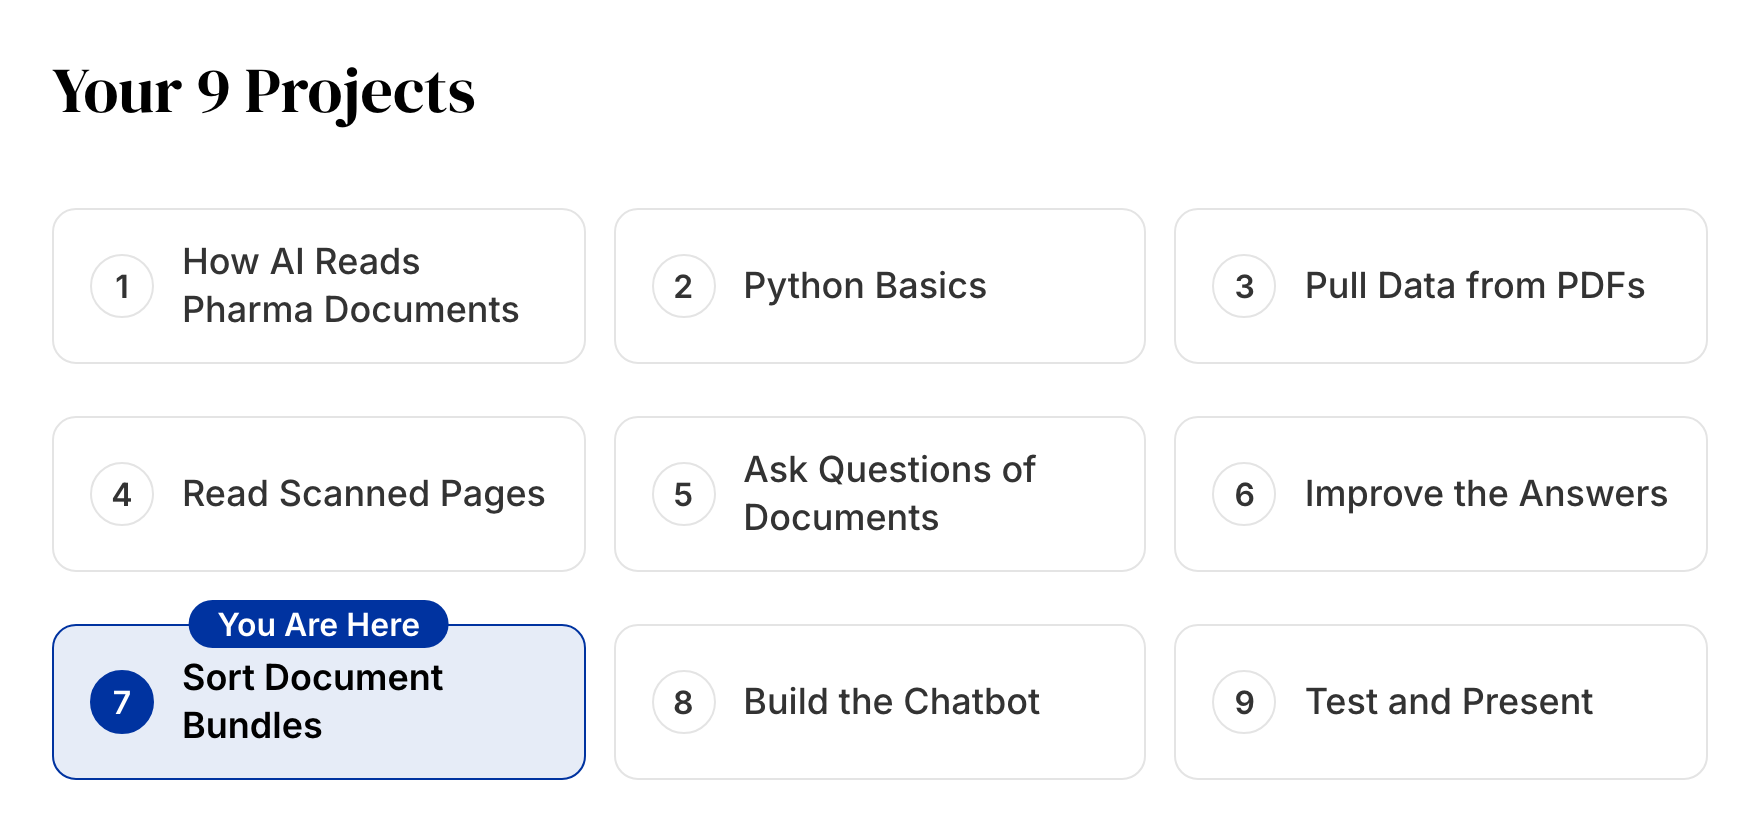 Your 9 Projects
1
How AI Reads
Pharma Documents
2
Python Basics
3
Pull Data from PDFs
4
Read Scanned Pages
5
Ask Questions of
Documents
6
Improve the Answers
You Are Here
7
Sort Document
Bundles
8
Build the Chatbot
9
Test and Present